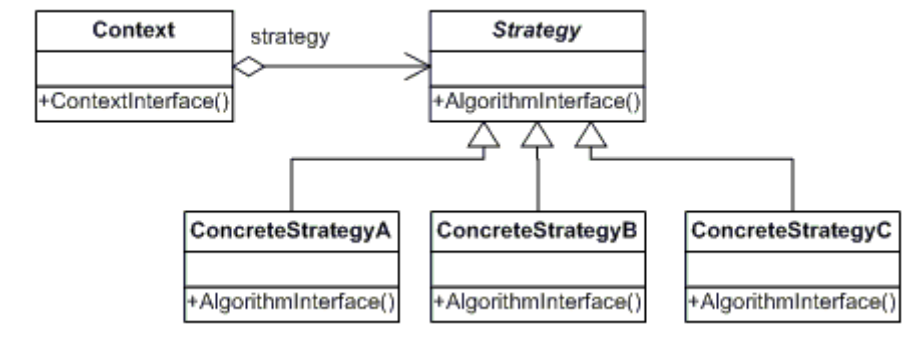 Context
strategy
Strategy
+ContextInterface()
+AlgorithmInterface()
ConcreteStrategyA
ConcreteStrategyB
ConcreteStrategyC
+AlgorithmInterface()
+AlgorithmInterface()
+AlgorithmInterface()